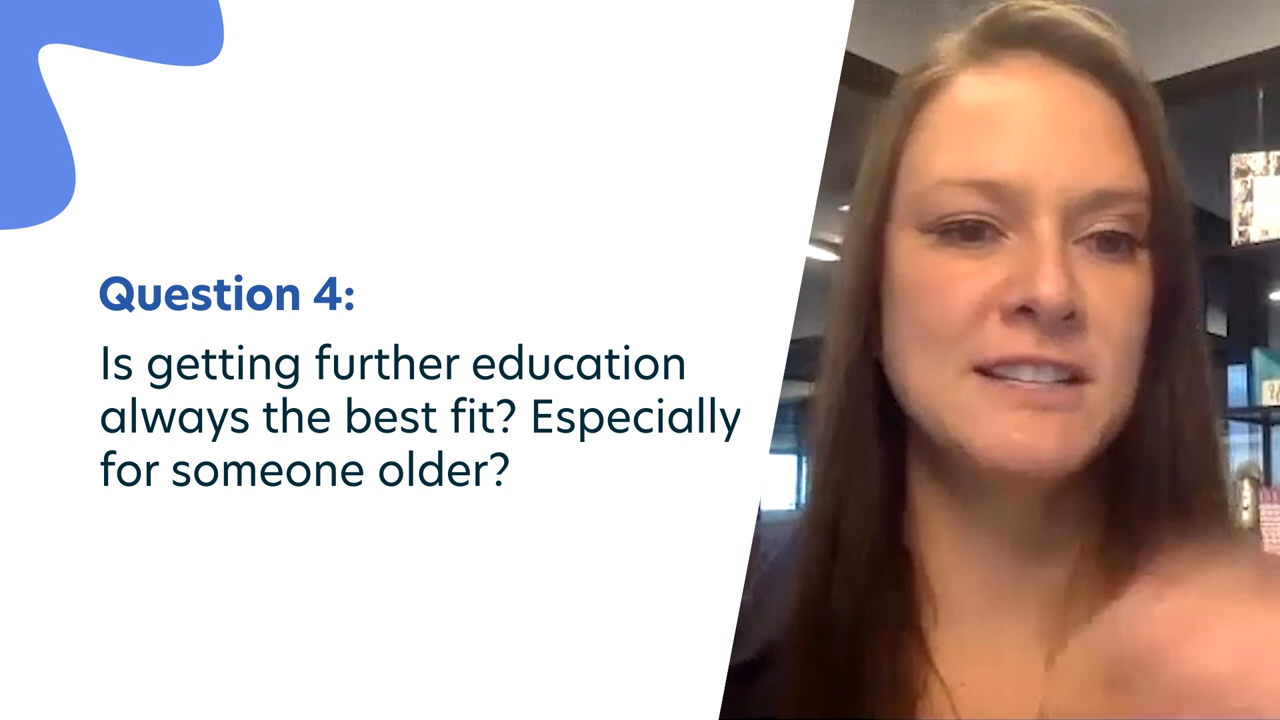 Question 4:
Is getting further education
always the best fit? Especially
for someone older?